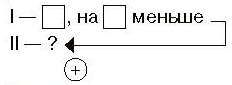 I — □, на □ меньше
II — ?
+